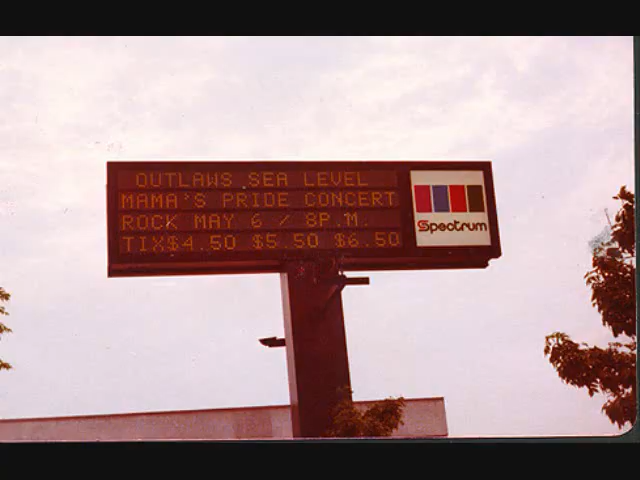 OUTLAWS SEA LEVEL
MAMA'S PRIDE CONCERT
ROCK MAY 6 / 8P.M.
TIX$4.50 $5.50 $6.50
Spectrum